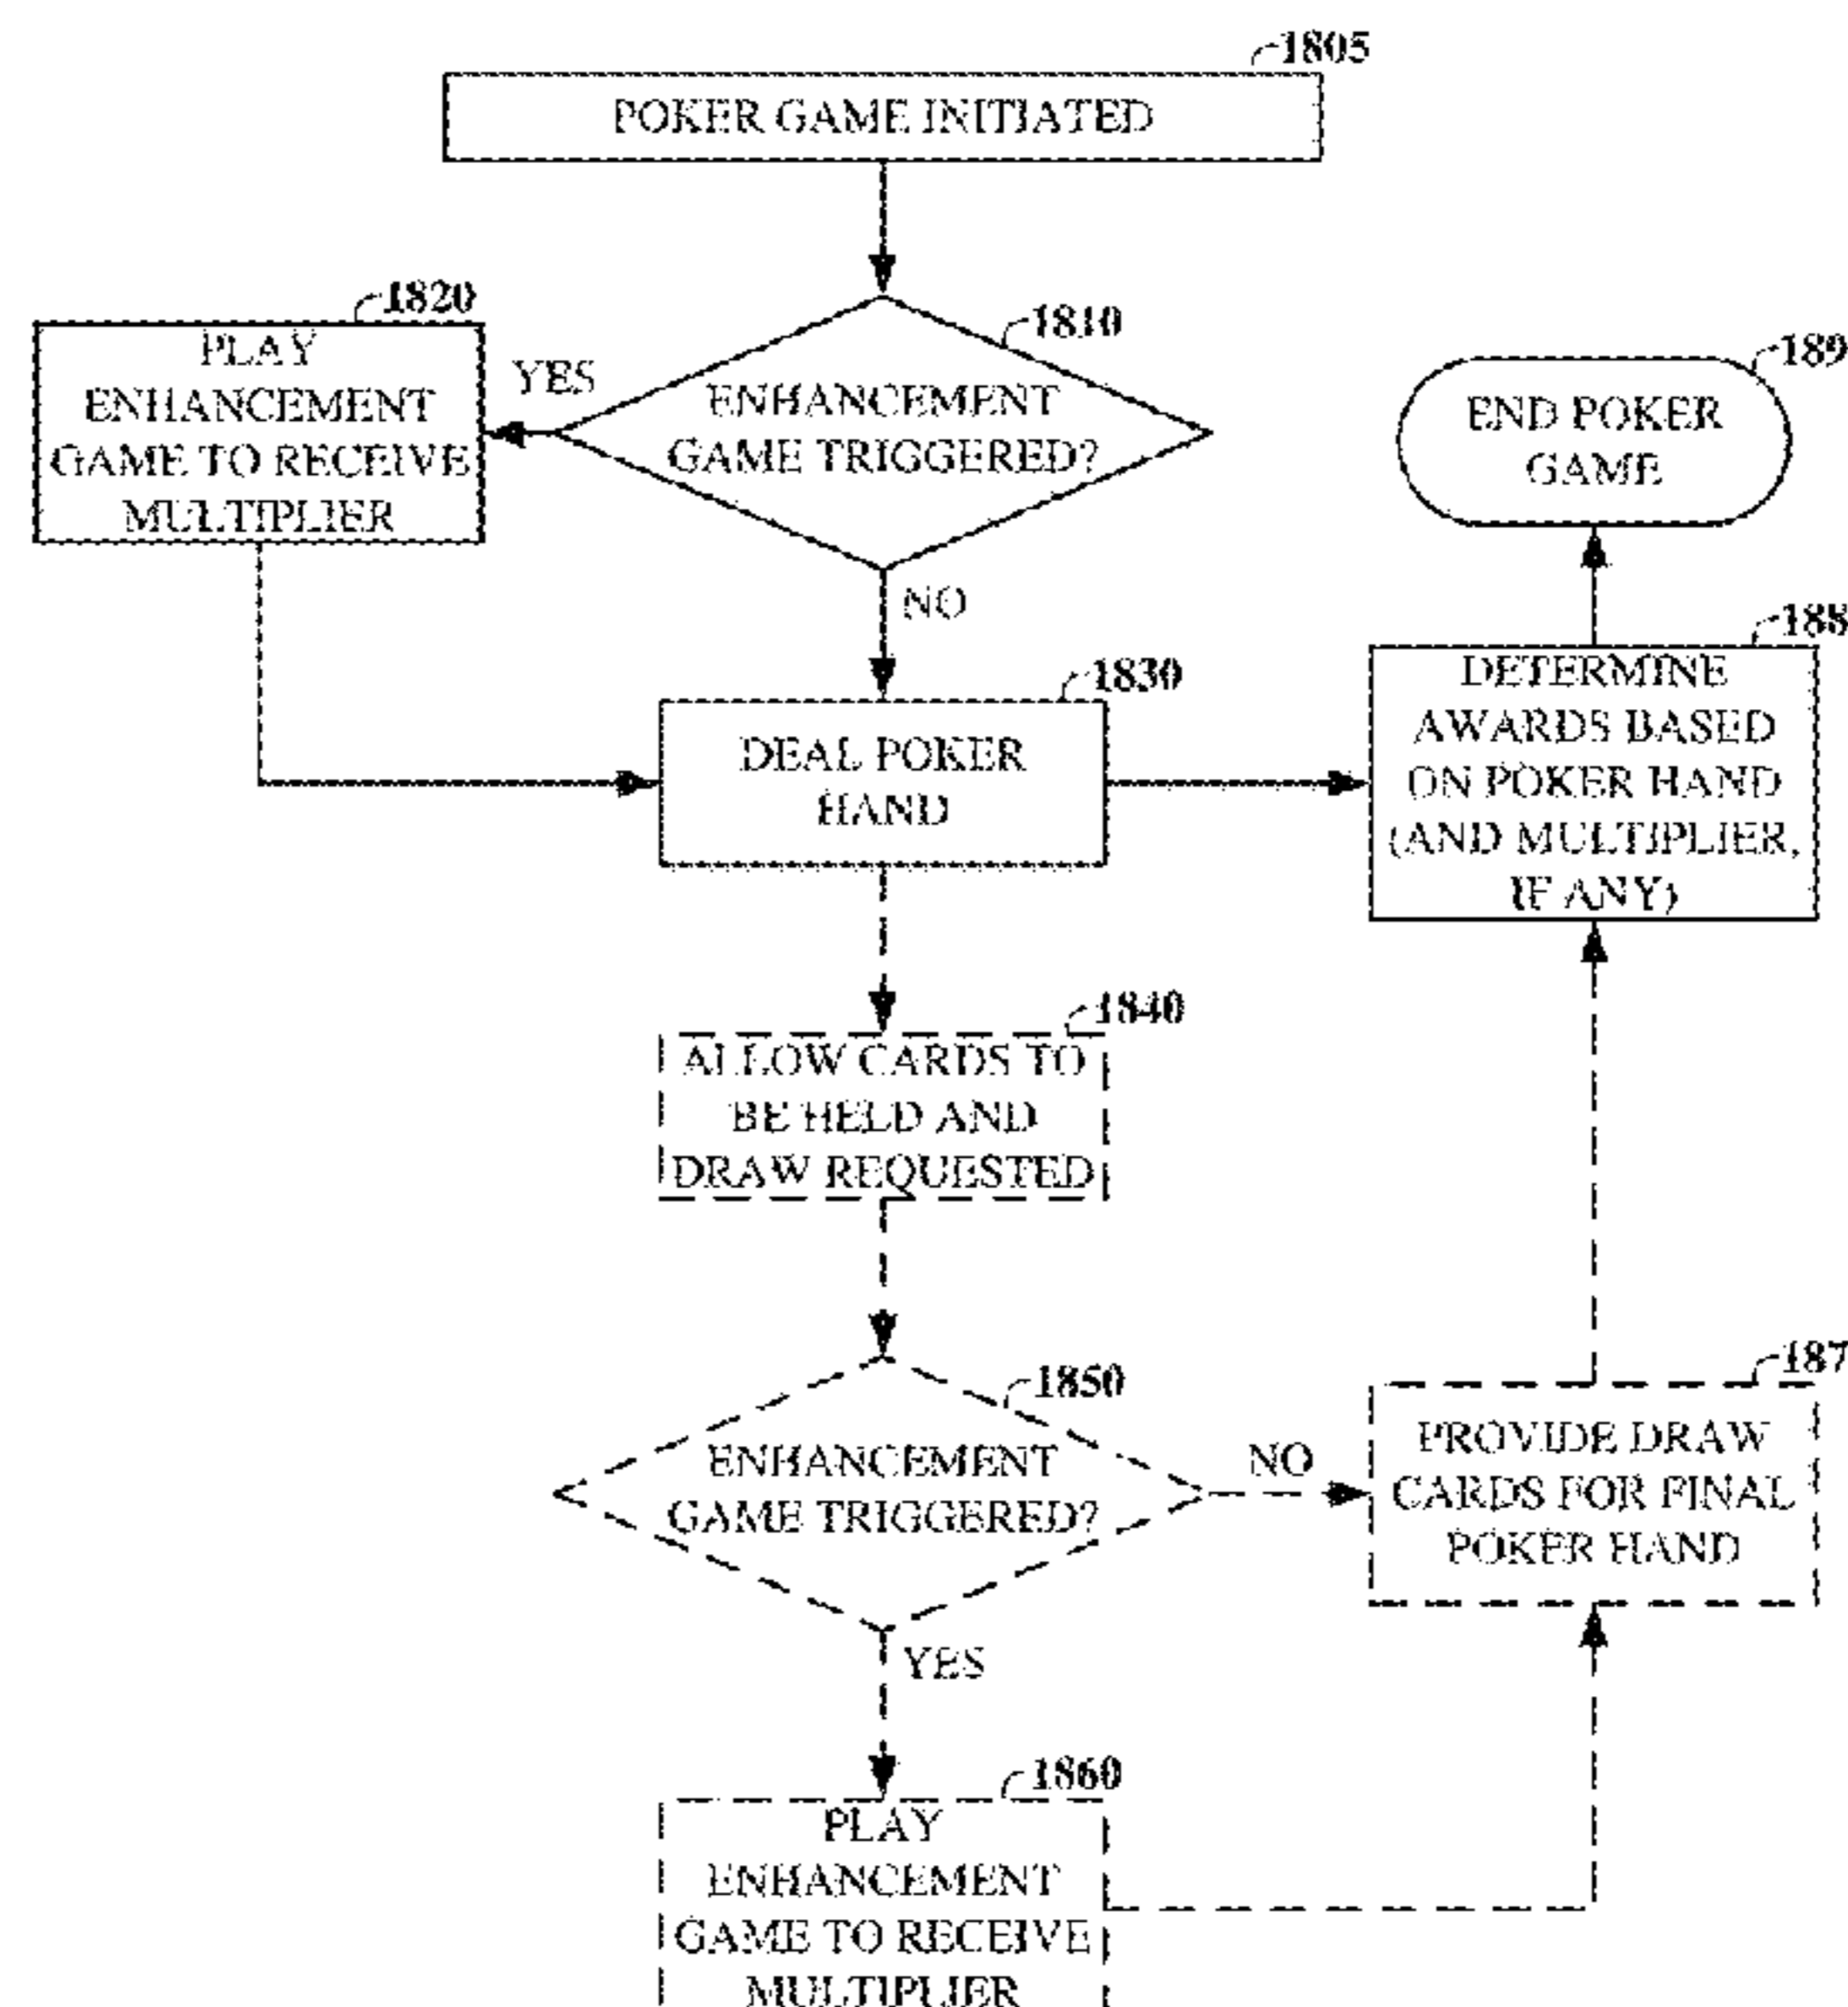 1805
POKER GAME INITIATED
1820
PLAY
ENHANCEMENT
GAME TO RECEIVE
MULTIPLIER
YES
1810
ENHANCEMENT
GAME TRIGGERED?
NO
189
END POKER
GAME
1830
DEAL POKER
HAND
188
DETERMINE
AWARDS BASED
ON POKER HAND
(AND MULTIPLIER,
IF ANY)
1840
ALLOW CARDS TO
BE HELD AND
DRAW REQUESTED
1850
ENHANCEMENT
GAME TRIGGERED?
NO
YES
187
PROVIDE DRAW
CARDS FOR FINAL
POKER HAND
1860
PLAY
ENHANCEMENT
GAME TO RECEIVE
MULTIPLIER